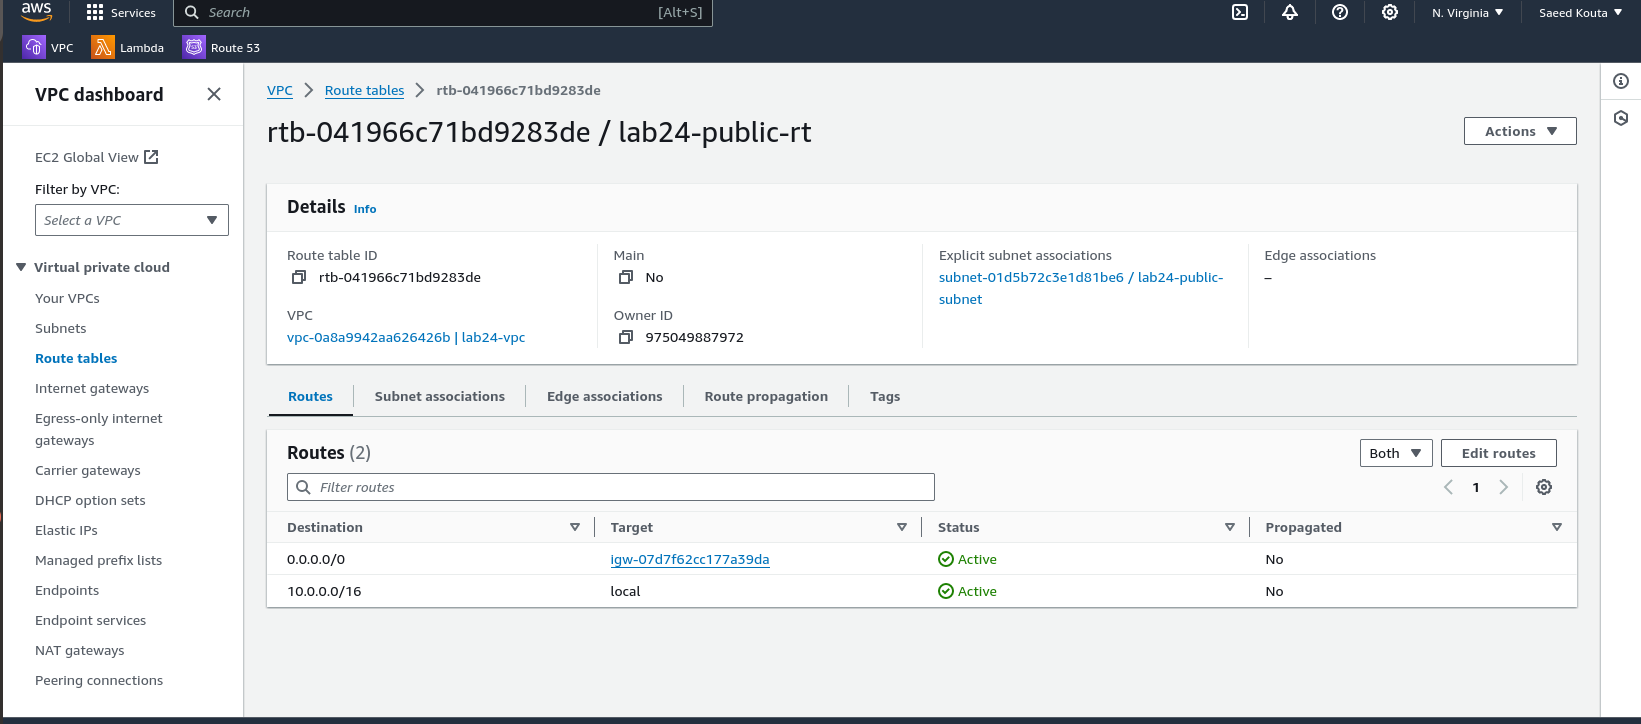 aws
Services
Search
[Alt+S]
N. Virginia
Saeed Kouta
VPC
Lambda
Route 53
VPC dashboard
EC2 Global View
Filter by VPC:
Select a VPC
Virtual private cloud
Your VPCs
Subnets
Route tables
Internet gateways
Egress-only internet
gateways
Carrier gateways
DHCP option sets
Elastic IPs
Managed prefix lists
Endpoints
Endpoint services
NAT gateways
Peering connections
VPC
Route tables
rtb-041966c71bd9283de
rtb-041966c71bd9283de / lab24-public-rt
Actions
Details Info
Route table ID
rtb-041966c71bd9283de
VPC
vpc-0a8a9942aa626426b | lab24-vpc
Main
No
Owner ID
975049887972
Explicit subnet associations
subnet-01d5b72c3e1d81be6 / lab24-public-
subnet
Edge associations
–
Routes
Subnet associations
Edge associations
Route propagation
Tags
Routes (2)
Both
Edit routes
Filter routes
1
Destination
Target
Status
Propagated
0.0.0.0/0
igw-07d7f62cc177a39da
Active
No
10.0.0.0/16
local
Active
No